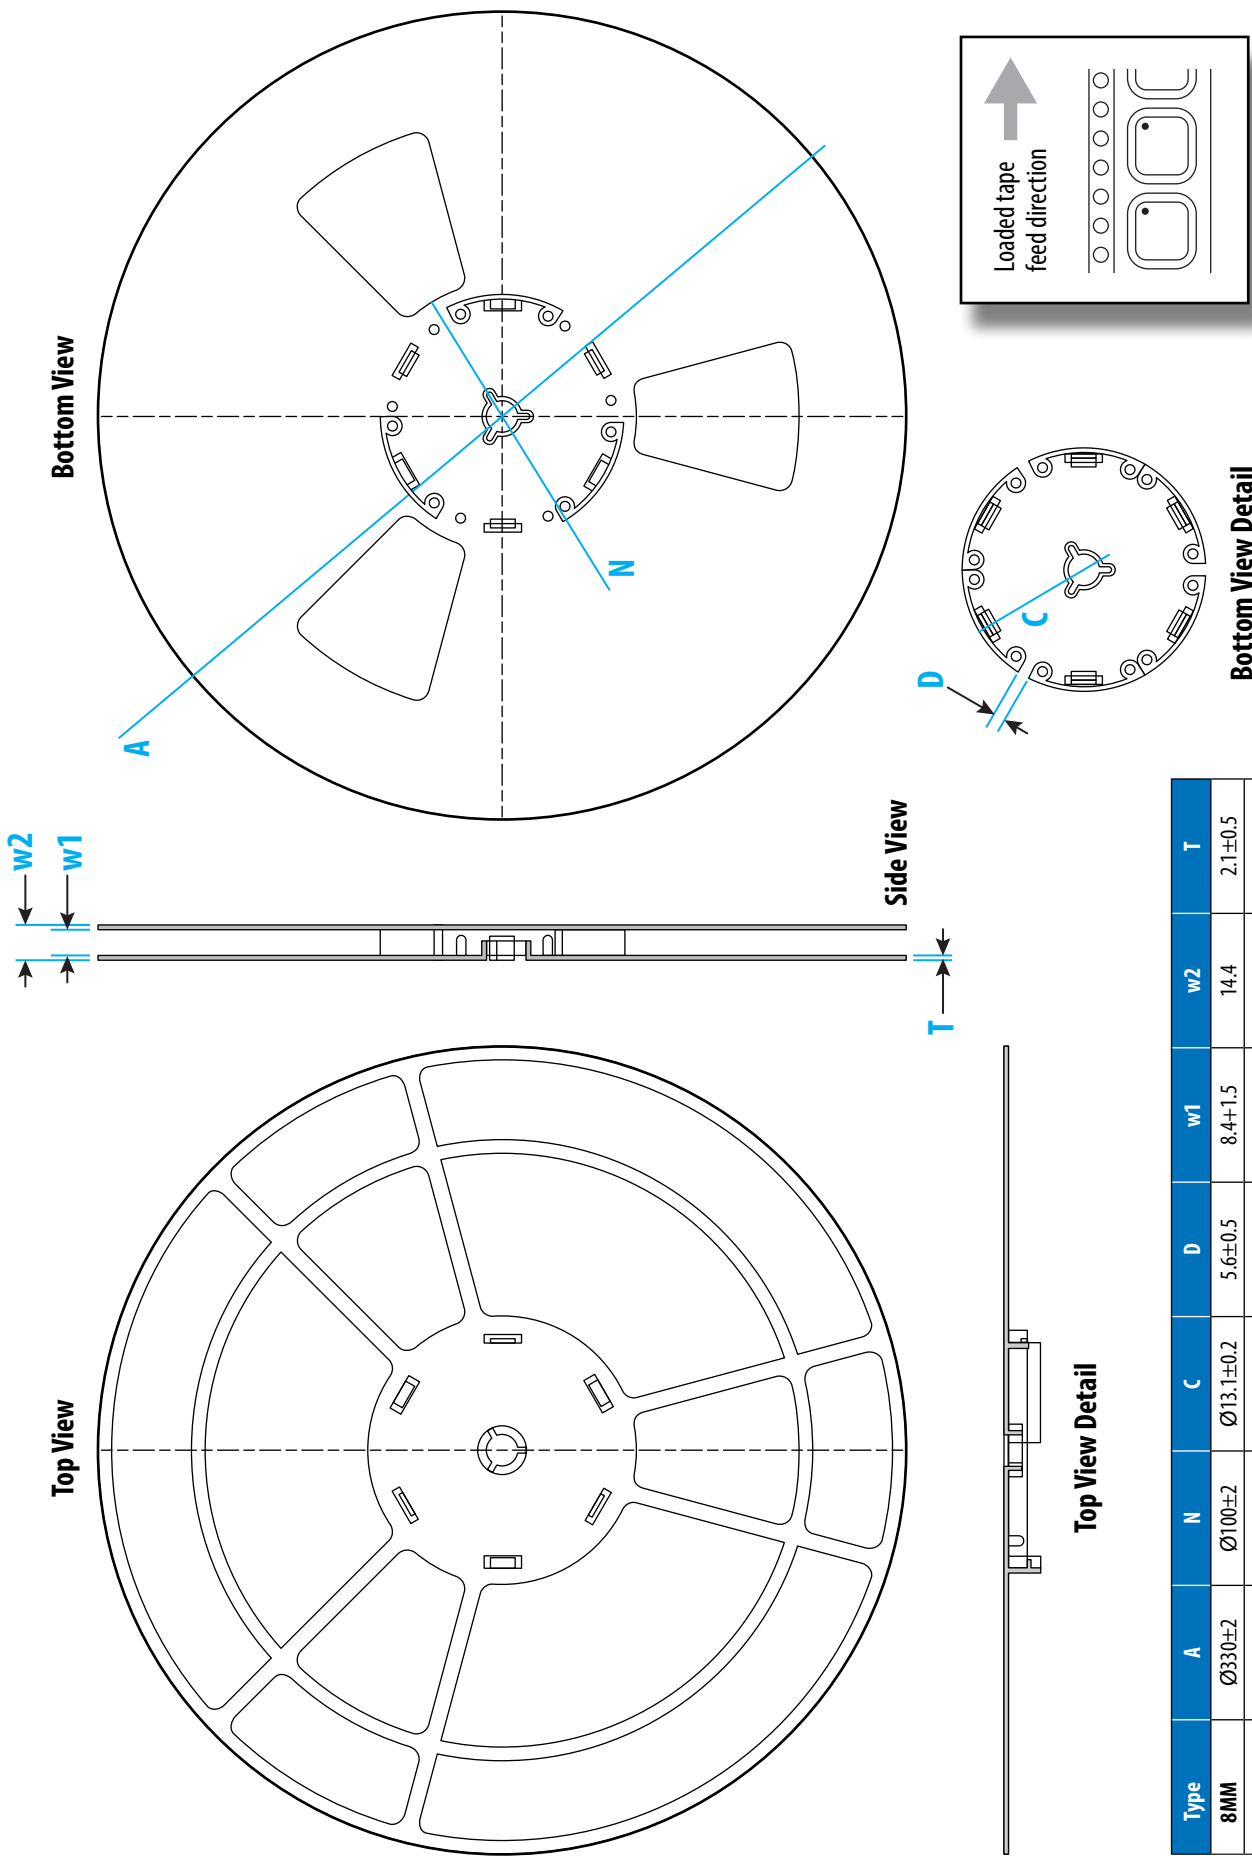 Top View
Bottom View
w2
w1
A
N
Side View
T
D
C
Loaded tape
feed direction
Top View Detail
Bottom View Detail
Type A N C D w1 w2 T
8MM Ø330±2 Ø100±2 Ø13.1±0.2 5.6±0.5 8.4+1.5 14.4 2.1±0.5